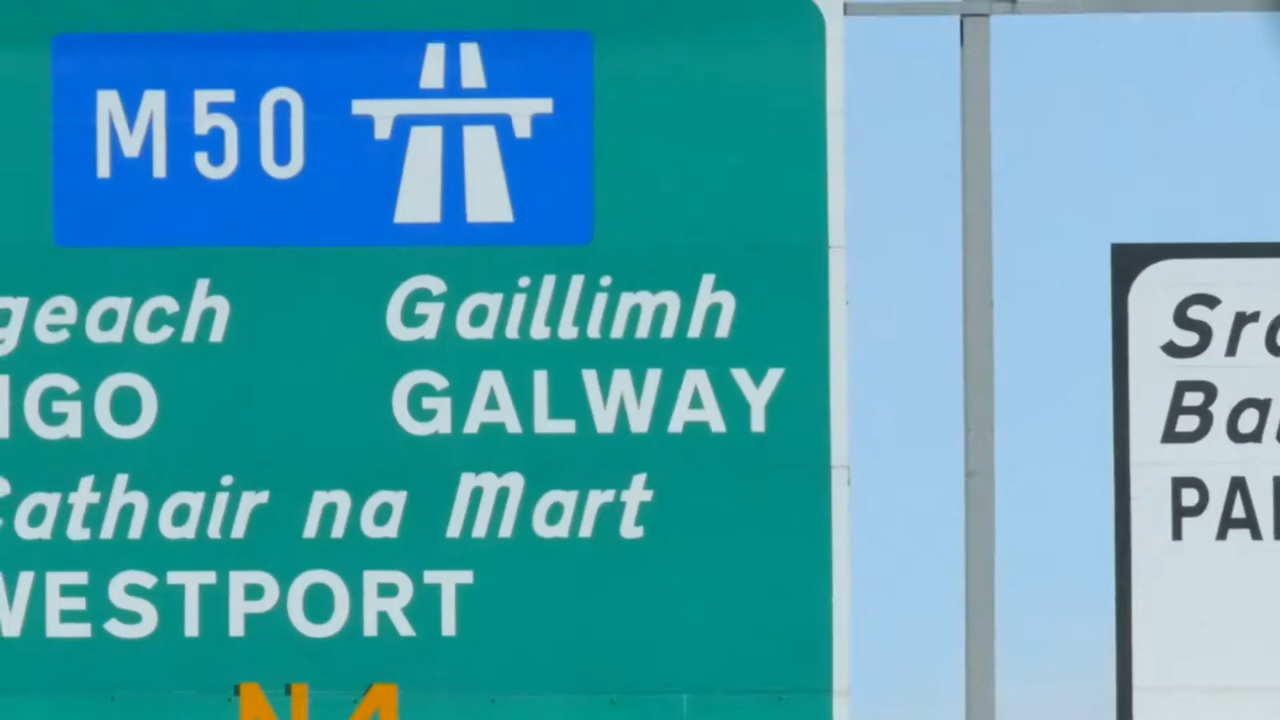 M50
geach Gaillimh
IGO GALWAY
Cathair na Mart
WESTPORT
N4
Sr
Ba
PA